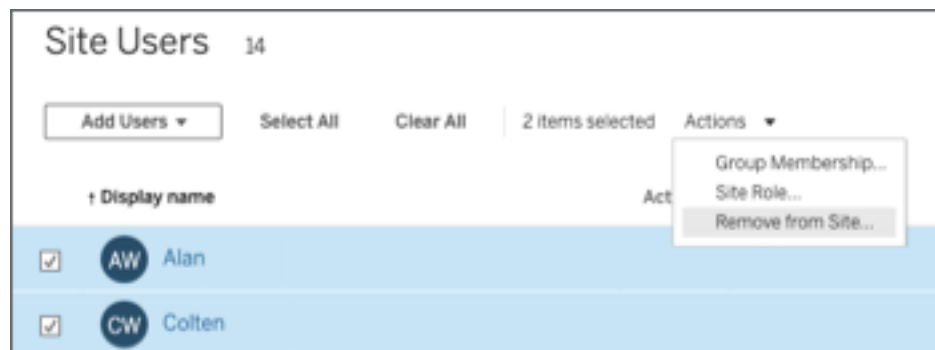 Site Users 14
Add Users ▾ Select All Clear All 2 items selected Actions ▾
Group Membership...
Site Role...
Remove from Site...
↑ Display name Act
AW Alan
CW Colten